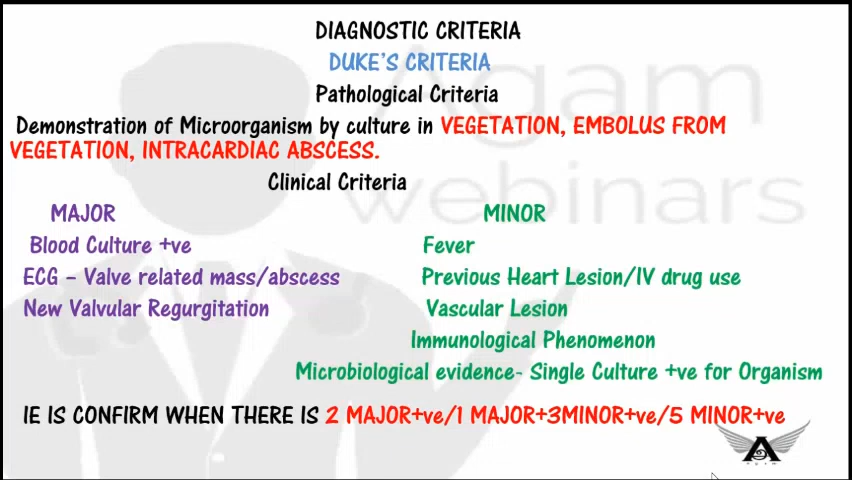 DIAGNOSTIC CRITERIA
DUKE'S CRITERIA
Pathological Criteria
Demonstration of Microorganism by culture in VEGETATION, EMBOLUS FROM
VEGETATION, INTRACARDIAC ABSCESS.
Clinical Criteria
MAJOR
Blood Culture +ve
ECG – Valve related mass/abscess
New Valvular Regurgitation
MINOR
Fever
Previous Heart Lesion/IV drug use
Vascular Lesion
Immunological Phenomenon
Microbiological evidence- Single Culture +ve for Organism
IE IS CONFIRM WHEN THERE IS 2 MAJOR+ve/1 MAJOR+3MINOR+ve/5 MINOR+ve
Agam
webinars
A
agam